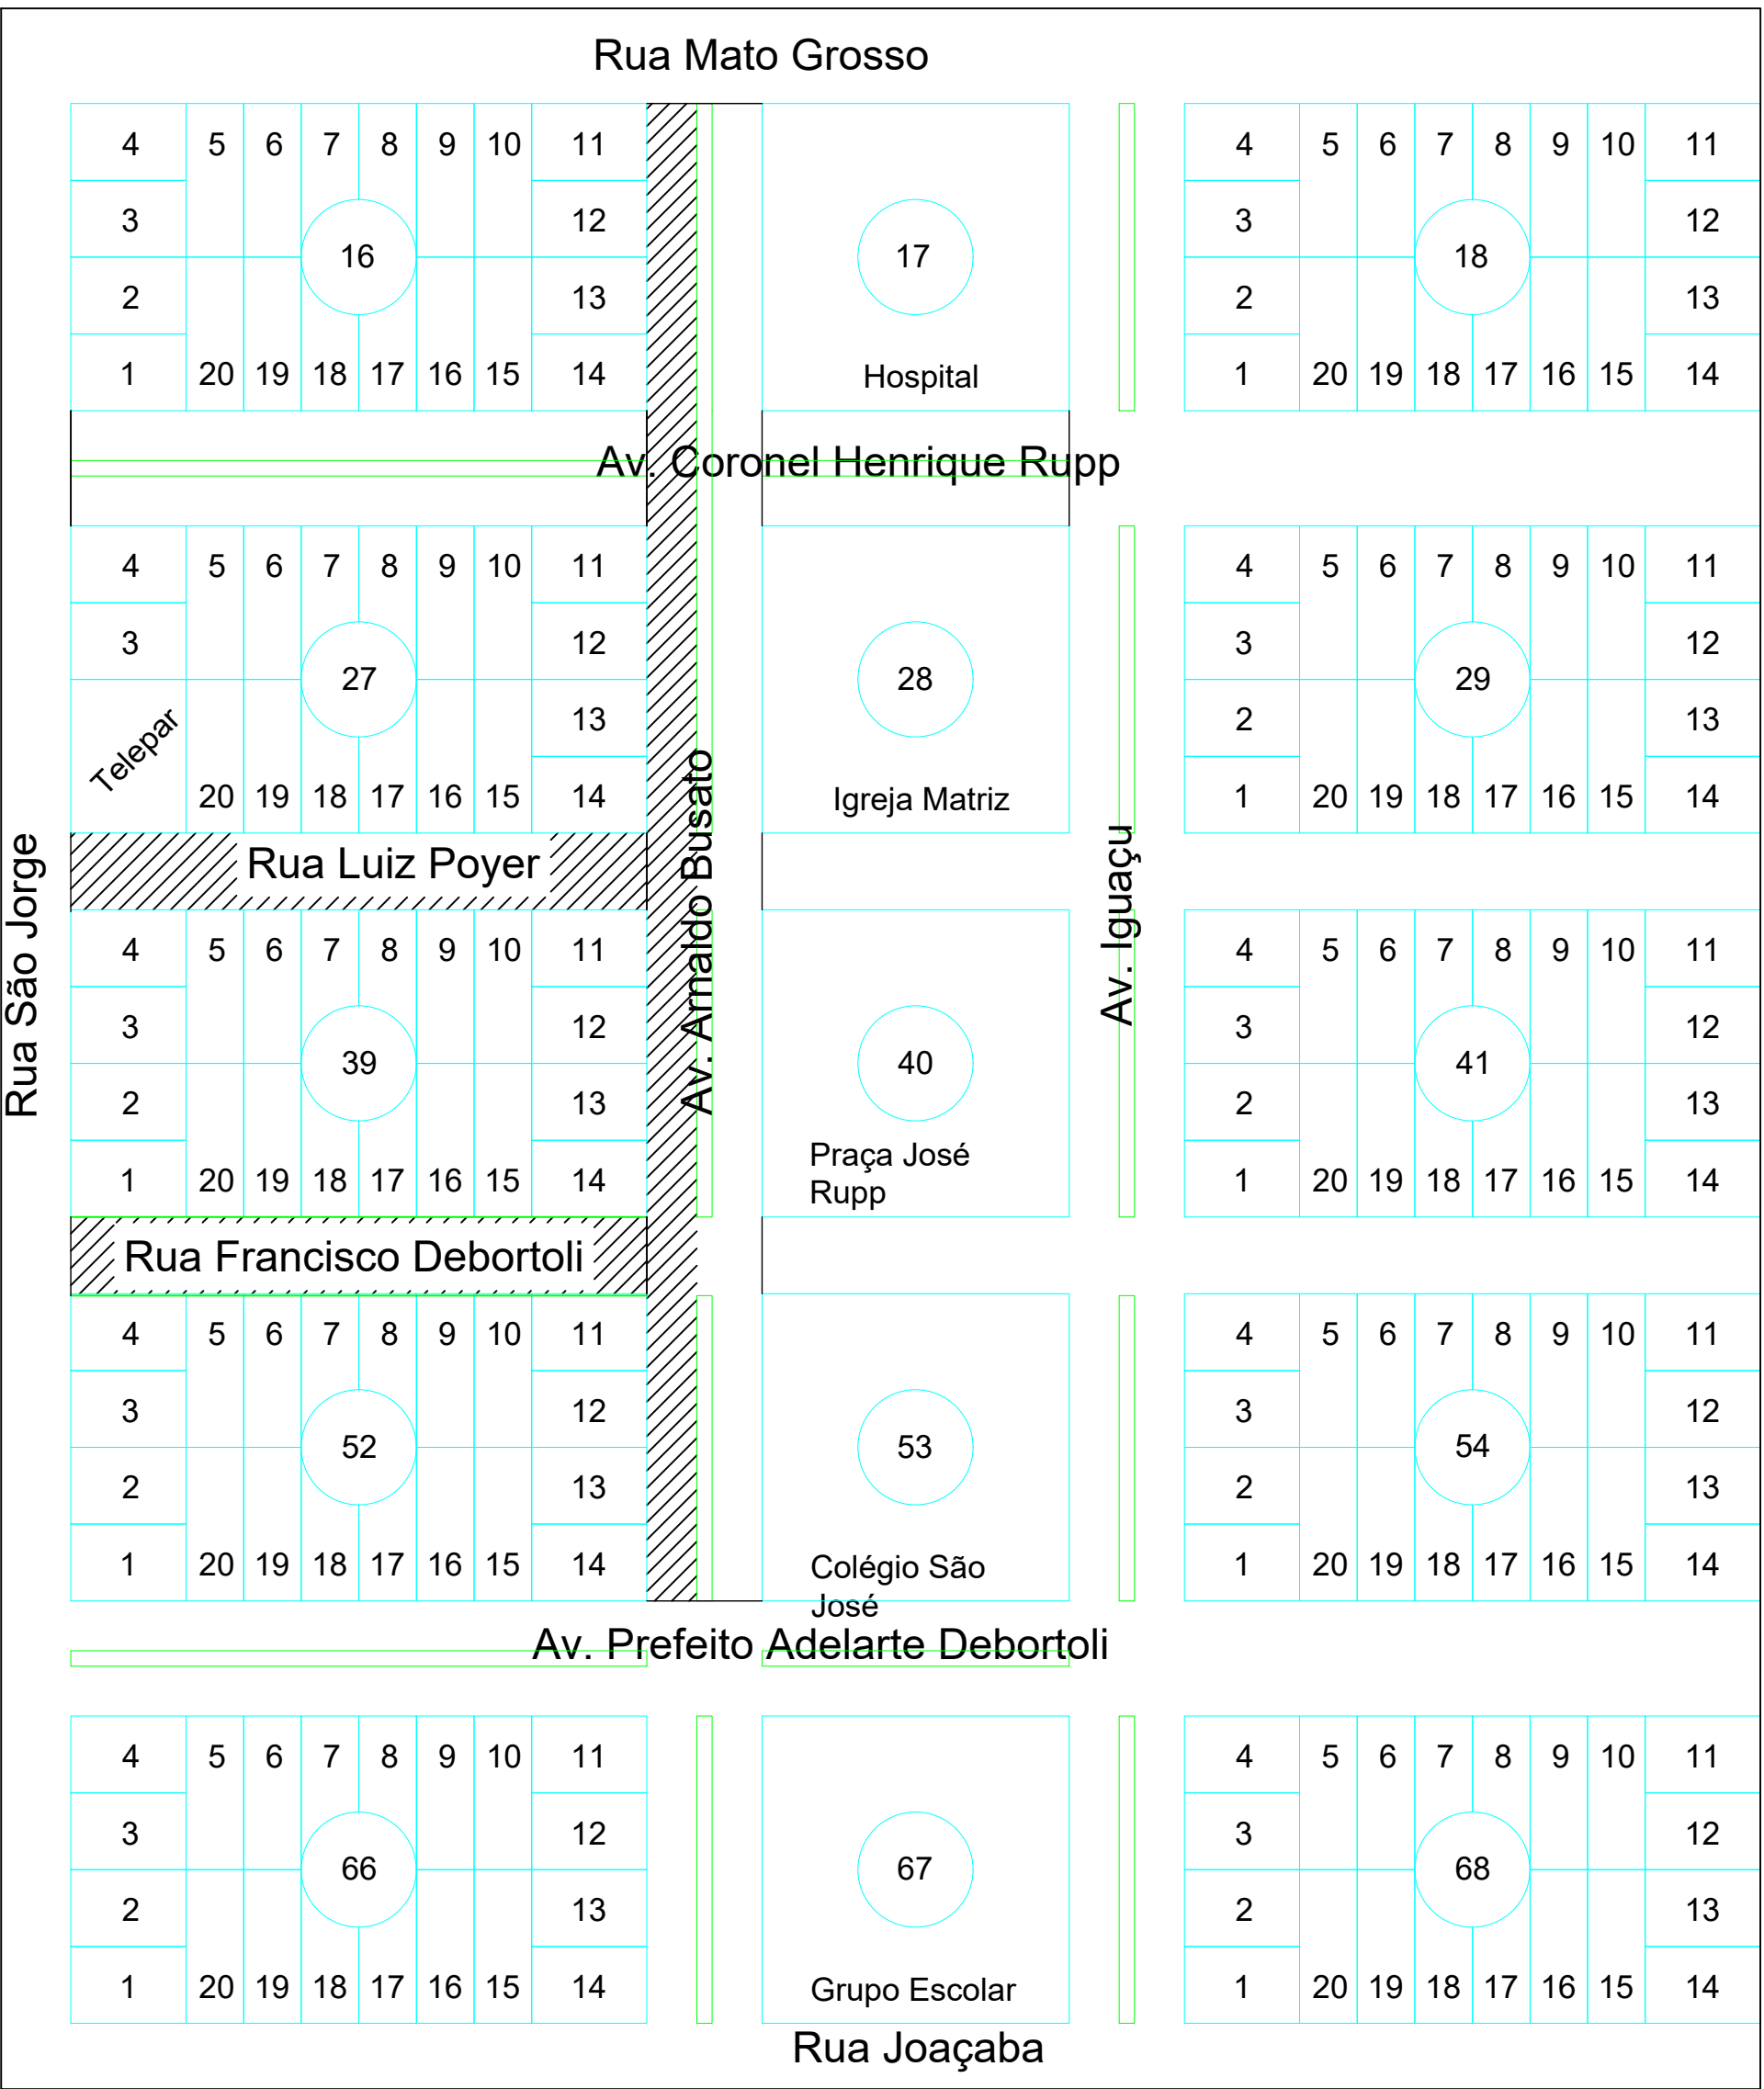 Rua Mato Grosso
4 5 6 7 8 9 10 11 4 5 6 7 8 9 10 11
3 12 3 12
16 17 18
2 13 2 13
1 20 19 18 17 16 15 14 Hospital 1 20 19 18 17 16 15 14
Av. Coronel Henrique Rupp
4 5 6 7 8 9 10 11 4 5 6 7 8 9 10 11
3 12 3 12
27 28 29
Telepar 13 2 13
20 19 18 17 16 15 14 Igreja Matriz 1 20 19 18 17 16 15 14
Rua Luiz Poyer
Rua São Jorge
Av. Arnaldo Busato
Av. Iguaçu
4 5 6 7 8 9 10 11 4 5 6 7 8 9 10 11
3 12 3 12
39 40 41
2 13 2 13
Praça José
Rupp
1 20 19 18 17 16 15 14 1 20 19 18 17 16 15 14
Rua Francisco Debortoli
4 5 6 7 8 9 10 11 4 5 6 7 8 9 10 11
3 12 3 12
52 53 54
2 13 2 13
1 20 19 18 17 16 15 14 1 20 19 18 17 16 15 14
Colégio São
José
Av. Prefeito Adelarte Debortoli
4 5 6 7 8 9 10 11 4 5 6 7 8 9 10 11
3 12 3 12
66 67 68
2 13 2 13
1 20 19 18 17 16 15 14 Grupo Escolar 1 20 19 18 17 16 15 14
Rua Joaçaba